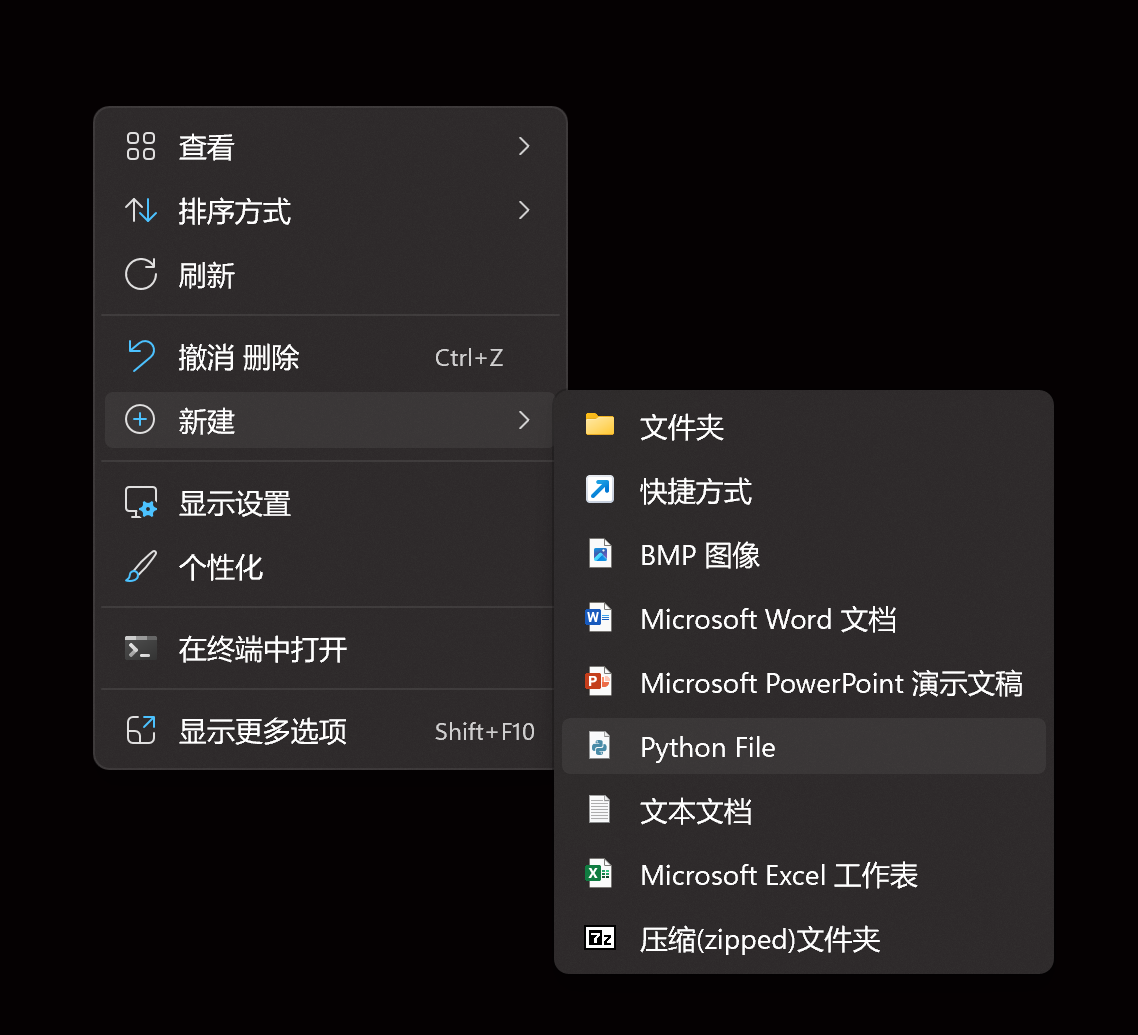 查看
排序方式
刷新
撤消 删除 Ctrl+Z
新建
显示设置
个性化
在终端中打开
显示更多选项 Shift+F10
文件夹
快捷方式
BMP 图像
Microsoft Word 文档
Microsoft PowerPoint 演示文稿
Python File
文本文档
Microsoft Excel 工作表
压缩(zipped)文件夹